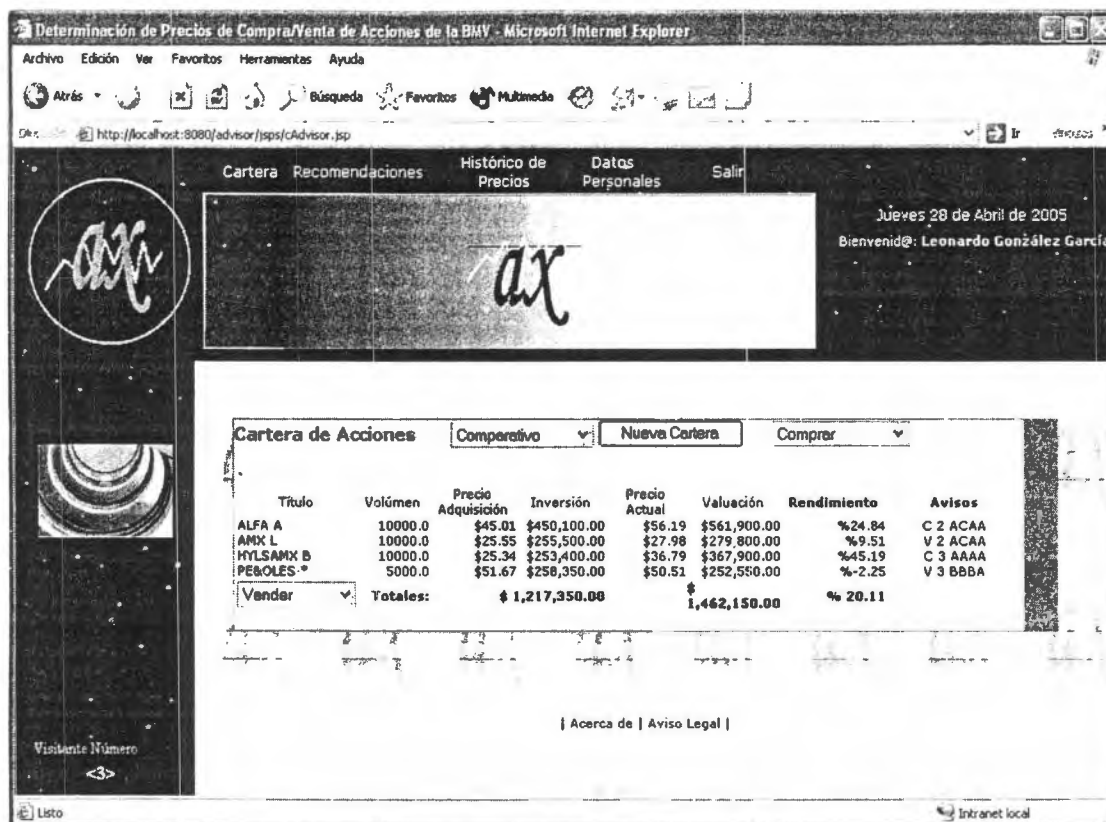 Determinación de Precios de Compra/Venta de Acciones de la BMV - Microsoft Internet Explorer
Archivo Edición Ver Favoritos Herramientas Ayuda
Atrás Búsqueda Favoritos Multimedia
http://localhost:8080/advisor/jsps/cAdvisor.jsp Ir
Cartera Recomendaciones Histórico de Precios Datos Personales Salir
ax
ax
Jueves 28 de Abril de 2005
Bienvenid@: Leonardo González García
Cartera de Acciones Comparativo Nueva Cartera Comprar
Título Volúmen Precio Adquisición Inversión Precio Actual Valuación Rendimiento Avisos
ALFA A 10000.0 $45.01 $450,100.00 $56.19 $561,900.00 %24.84 C 2 ACAA
AMX L 10000.0 $25.55 $255,500.00 $27.98 $279,800.00 %9.51 V 2 ACAA
HYLSAMX B 10000.0 $25.34 $253,400.00 $36.79 $367,900.00 %45.19 C 3 AAAA
PE&OLES * 5000.0 $51.67 $258,350.00 $50.51 $252,550.00 %-2.25 V 3 BBBA
Vender Totales: $ 1,217,350.00 $ 1,462,150.00 % 20.11
| Acerca de | Aviso Legal |
Visitante Número
<3>
Listo Intranet local